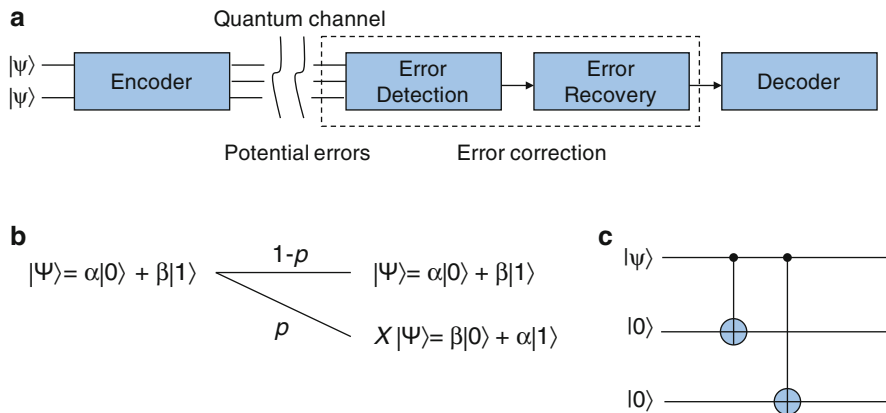 a
Quantum channel
|ψ⟩
|ψ⟩
Encoder
Error
Detection
Error
Recovery
Decoder
Potential errors
Error correction
b
|Ψ⟩= α|0⟩ + β|1⟩
1-p
|Ψ⟩= α|0⟩ + β|1⟩
p
X|Ψ⟩= β|0⟩ + α|1⟩
c
|ψ⟩
|0⟩
|0⟩